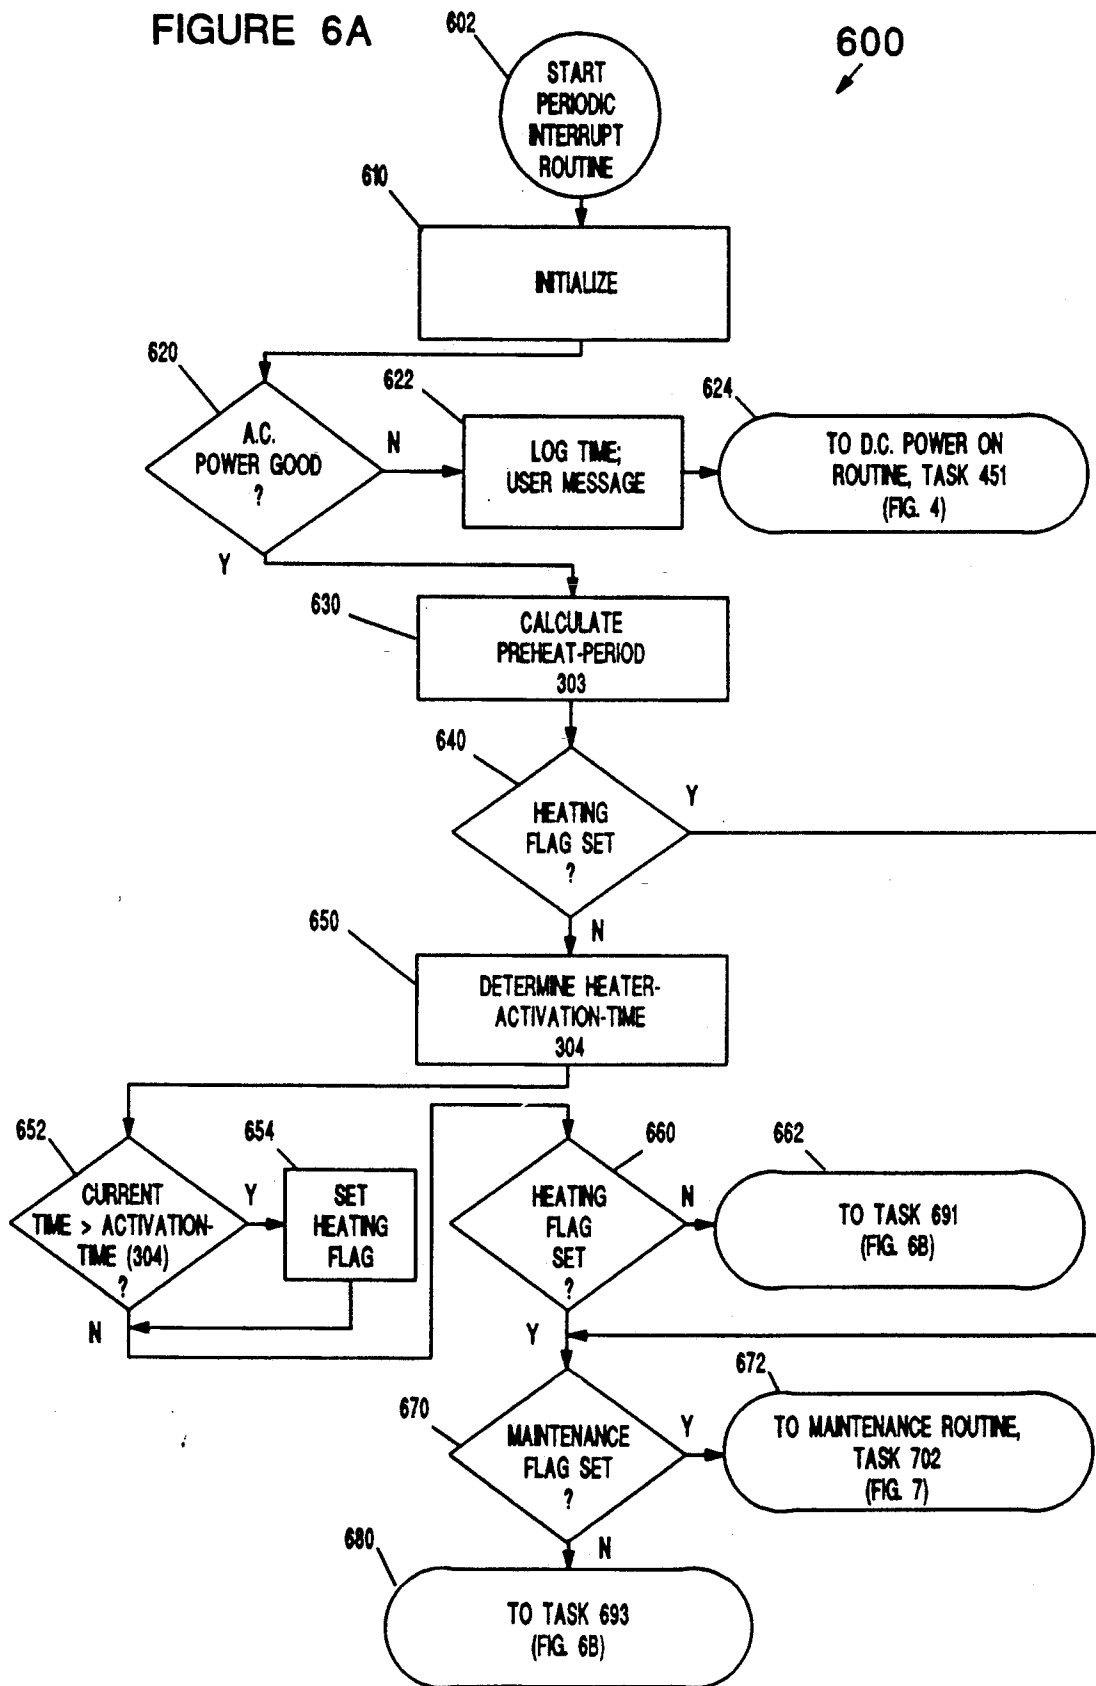 FIGURE 6A
602
600
START
PERIODIC
INTERRUPT
ROUTINE
610
INITIALIZE
620
A.C.
POWER GOOD
?
N
Y
622
LOG TIME;
USER MESSAGE
624
TO D.C. POWER ON
ROUTINE, TASK 451
(FIG. 4)
630
CALCULATE
PREHEAT-PERIOD
303
640
HEATING
FLAG SET
?
Y
N
650
DETERMINE HEATER-
ACTIVATION-TIME
304
652
CURRENT
TIME > ACTIVATION-
TIME (304)
?
Y
N
654
SET
HEATING
FLAG
660
HEATING
FLAG
SET
?
N
Y
662
TO TASK 691
(FIG. 6B)
670
MAINTENANCE
FLAG SET
?
Y
N
672
TO MAINTENANCE ROUTINE,
TASK 702
(FIG. 7)
680
TO TASK 693
(FIG. 6B)